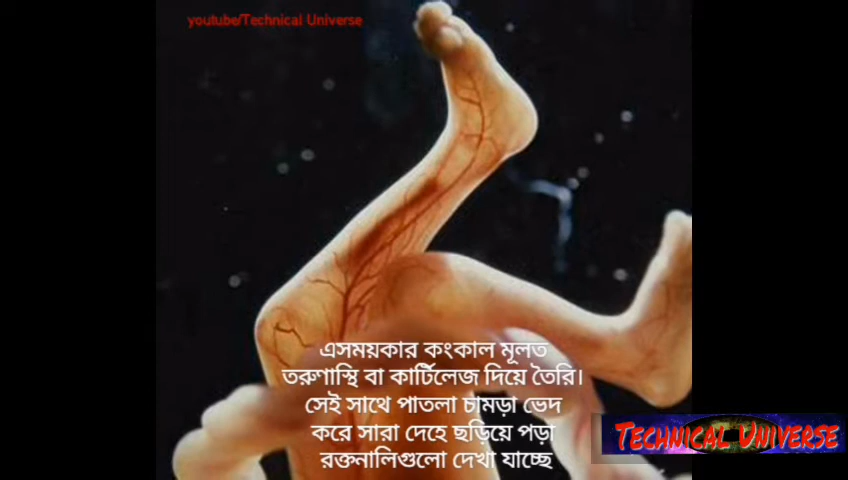 youtube/Technical Universe
এসময়কার কংকাল মূলত
তরুণাস্থি বা কার্টিলেজ দিয়ে তৈরি।
সেই সাথে পাতলা চামড়া ভেদ
করে সারা দেহে ছড়িয়ে পড়া
রক্তনালিগুলো দেখা যাচ্ছে
TECHNICAL UNIVERSE